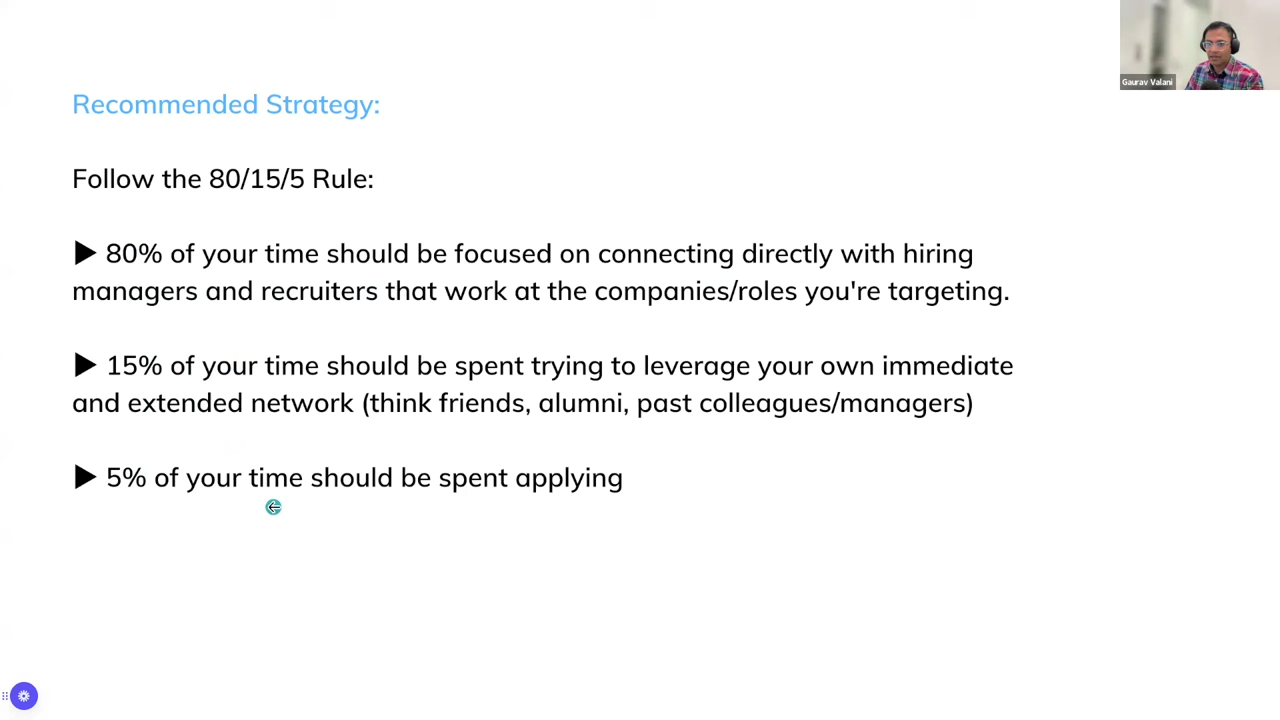 Gaurav Valani
Recommended Strategy:
Follow the 80/15/5 Rule:
▶ 80% of your time should be focused on connecting directly with hiring
managers and recruiters that work at the companies/roles you're targeting.
▶ 15% of your time should be spent trying to leverage your own immediate
and extended network (think friends, alumni, past colleagues/managers)
▶ 5% of your time should be spent applying